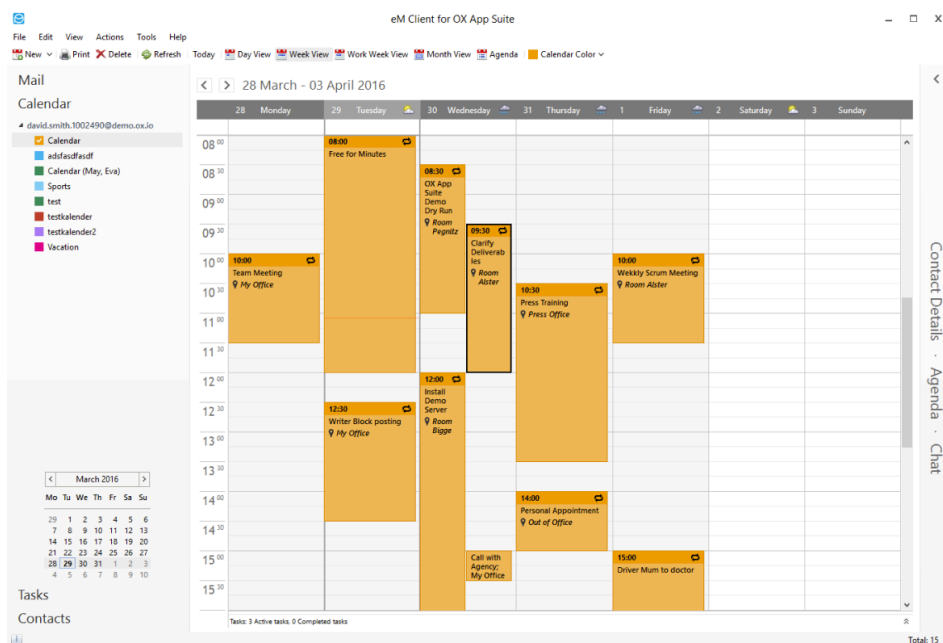 eM Client for OX App Suite
File Edit View Actions Tools Help
New Print Delete Refresh Today Day View Week View Work Week View Month View Agenda Calendar Color
Mail
Calendar
david.smith.1002490@demo.ox.io
Calendar
adsfasdfasdf
Calendar (May, Eva)
Sports
test
testkalender
testkalender2
Vacation
March 2016
Mo Tu We Th Fr Sa Su
29 1 2 3 4 5 6
7 8 9 10 11 12 13
14 15 16 17 18 19 20
21 22 23 24 25 26 27
28 29 30 31 1 2 3
4 5 6 7 8 9 10
Tasks
Contacts
28 March - 03 April 2016
28 Monday 29 Tuesday 30 Wednesday 31 Thursday 1 Friday 2 Saturday 3 Sunday
08 00
08 30
09 00
09 30
10 00
10 30
11 00
11 30
12 00
12 30
13 00
13 30
14 00
14 30
15 00
15 30
10:00
Team Meeting
My Office
08:00
Free for Minutes
12:30
Writer Block posting
My Office
08:30
OX App
Suite
Demo
Dry Run
Room
Pegnitz
09:30
Clarify
Deliverab
les
Room
Alster
12:00
Install
Demo
Server
Room
Bigge
Call with
Agency;
My Office
10:30
Press Training
Press Office
14:00
Personal Appointment
Out of Office
10:00
Wekkly Scrum Meeting
Room Alster
15:00
Driver Mum to doctor
Tasks: 3 Active tasks, 0 Completed tasks
Contact Details · Agenda · Chat
Total: 15